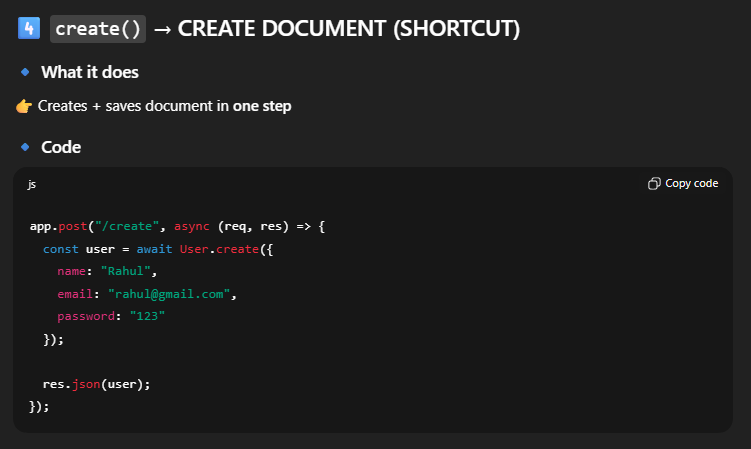 4️⃣ create() → CREATE DOCUMENT (SHORTCUT)
🔹 What it does
👉 Creates + saves document in one step
🔹 Code
js
Copy code
app.post("/create", async (req, res) => {
  const user = await User.create({
    name: "Rahul",
    email: "rahul@gmail.com",
    password: "123"
  });

  res.json(user);
});